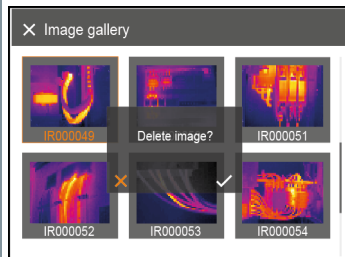 Image gallery
IR000049
Delete image?
IR000051
IR000052
IR000053
IR000054